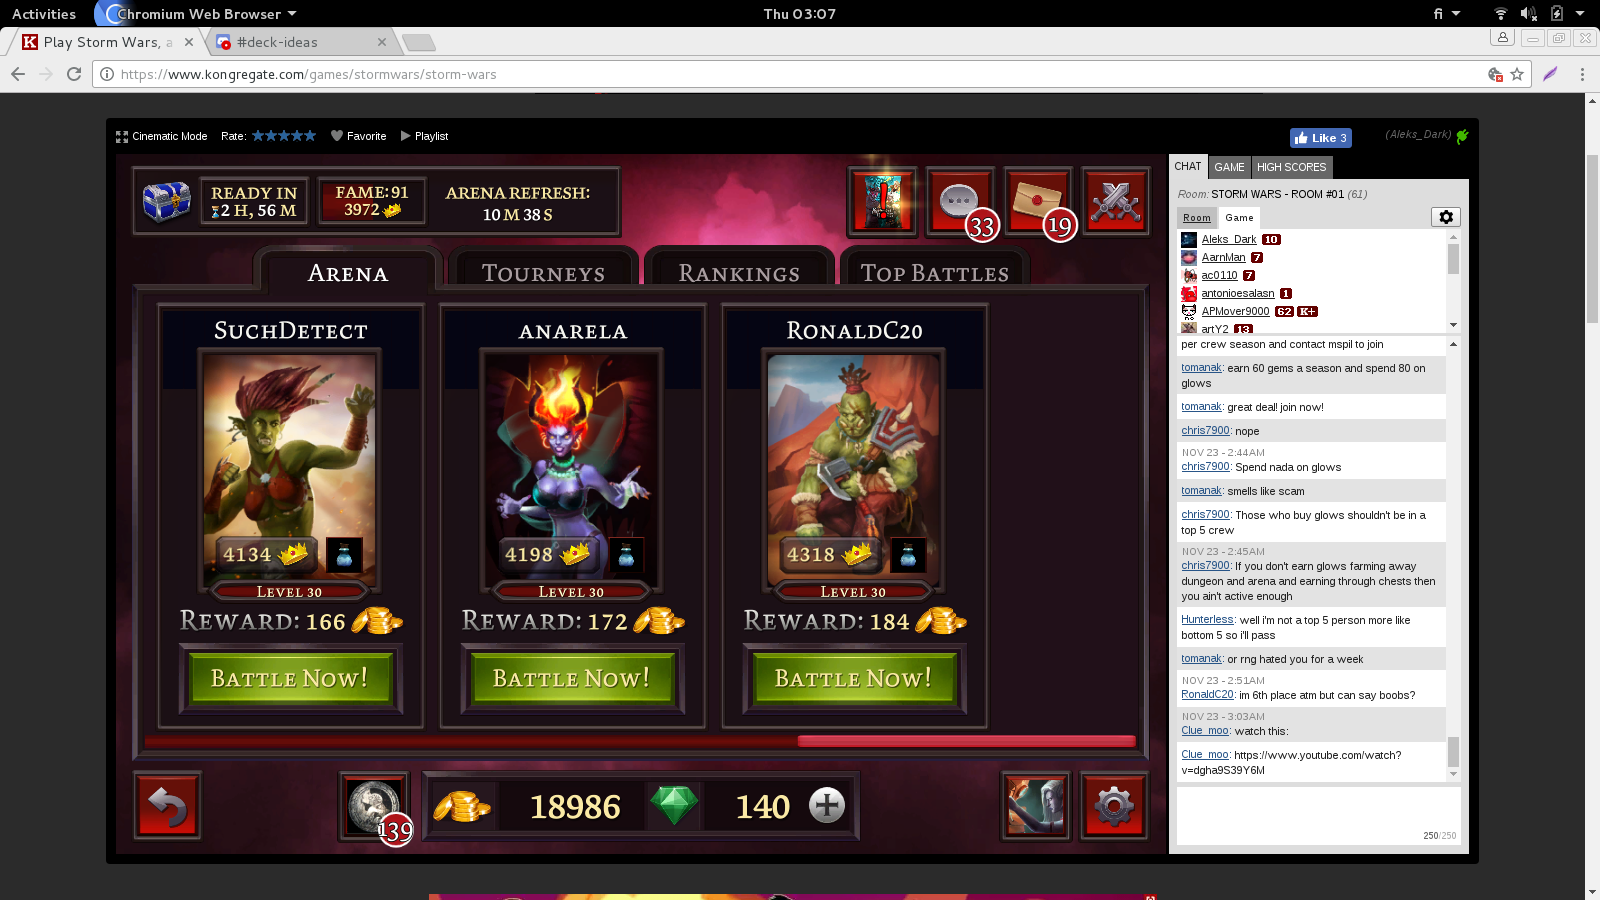 Activities
Chromium Web Browser
Thu 03:07
fi
Play Storm Wars, a
#deck-ideas
https://www.kongregate.com/games/stormwars/storm-wars
Cinematic Mode
Rate:
Favorite
Playlist
Like 3
(Aleks_Dark)
READY IN
2 H, 56 M
FAME: 91
3972
ARENA REFRESH:
10 M 38 S
33
19
ARENA
TOURNEYS
RANKINGS
TOP BATTLES
SUCHDETECT
4134
LEVEL 30
REWARD: 166
BATTLE NOW!
ANARELA
4198
LEVEL 30
REWARD: 172
BATTLE NOW!
RONALDC20
4318
LEVEL 30
REWARD: 184
BATTLE NOW!
139
18986
140
CHAT
GAME
HIGH SCORES
Room: STORM WARS - ROOM #01 (61)
Room
Game
Aleks_Dark 10
AarnMan 7
ac0110 7
antonioesalasn 1
APMover9000 62 K+
artY2 13
per crew season and contact mspil to join
tomanak: earn 60 gems a season and spend 80 on
glows
tomanak: great deal! join now!
chris7900: nope
NOV 23 - 2:44AM
chris7900: Spend nada on glows
tomanak: smells like scam
chris7900: Those who buy glows shouldn't be in a
top 5 crew
NOV 23 - 2:45AM
chris7900: If you don't earn glows farming away
dungeon and arena and earning through chests then
you ain't active enough
Hunterless: well i'm not a top 5 person more like
bottom 5 so i'll pass
tomanak: or rng hated you for a week
NOV 23 - 2:51AM
RonaldC20: im 6th place atm but can say boobs?
NOV 23 - 3:03AM
Clue_moo: watch this:
Clue_moo: https://www.youtube.com/watch?
v=dgha9S39Y6M
250/250